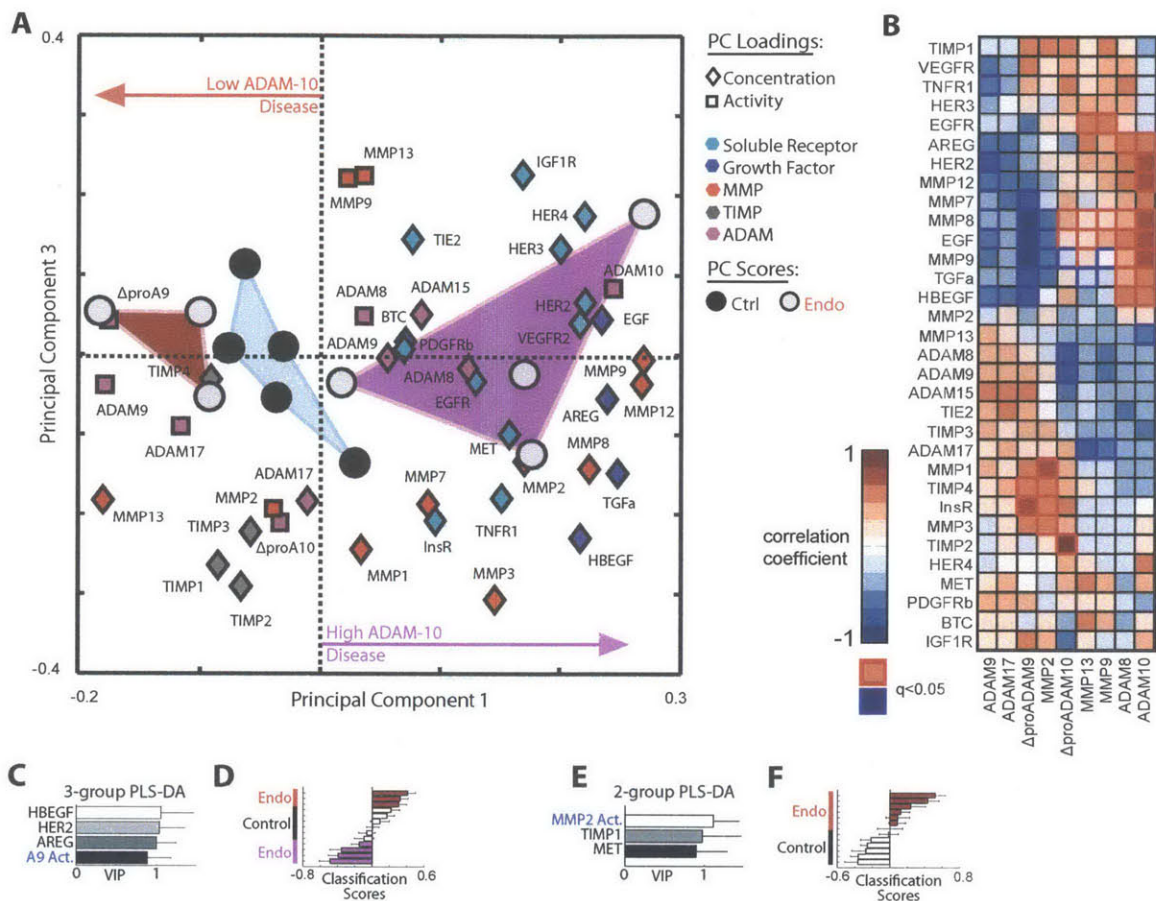 A
0.4
Low ADAM-10
Disease
MMP13
MMP9
IGF1R
HER4
TIE2
HER3
ADAM10
ΔproA9
ADAM8
ADAM15
HER2
BTC
EGF
ADAM9
PDGFRb
VEGFR2
TIMP4
ADAM8
MMP9
EGFR
ADAM9
AREG
MMP12
ADAM17
MET
MMP8
ADAM17
MMP7
MMP2
TGFa
MMP13
MMP2
TIMP3
ΔproA10
InsR
TNFR1
HBEGF
TIMP1
MMP1
MMP3
TIMP2
High ADAM-10
Disease
-0.4
-0.2
0.3
Principal Component 1
Principal Component 3
PC Loadings:
Concentration
Activity
Soluble Receptor
Growth Factor
MMP
TIMP
ADAM
PC Scores:
Ctrl
Endo
1
correlation
coefficient
-1
q<0.05
B
TIMP1
VEGFR
TNFR1
HER3
EGFR
AREG
HER2
MMP12
MMP7
MMP8
EGF
MMP9
TGFa
HBEGF
MMP2
MMP13
ADAM8
ADAM9
ADAM15
TIE2
TIMP3
ADAM17
MMP1
TIMP4
InsR
MMP3
TIMP2
HER4
MET
PDGFRb
BTC
IGF1R
ADAM9
ADAM17
ΔproADAM9
MMP2
ΔproADAM10
MMP13
MMP9
ADAM8
ADAM10
C
3-group PLS-DA
HBEGF
HER2
AREG
A9 Act.
0 VIP 1
D
Endo
Control
Endo
-0.8 0.6
Classification
Scores
E
2-group PLS-DA
MMP2 Act.
TIMP1
MET
0 VIP 1
F
Endo
Control
-0.6 0.8
Classification
Scores